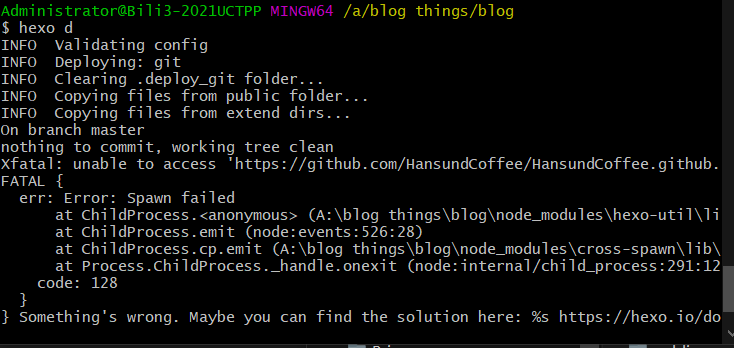 Administrator@Bili3-2021UCTPP MINGW64 /a/blog things/blog
$ hexo d
INFO  Validating config
INFO  Deploying: git
INFO  Clearing .deploy_git folder...
INFO  Copying files from public folder...
INFO  Copying files from extend dirs...
On branch master
nothing to commit, working tree clean
Xfatal: unable to access 'https://github.com/HansundCoffee/HansundCoffee.github.
FATAL {
  err: Error: Spawn failed
      at ChildProcess.<anonymous> (A:\blog things\blog\node_modules\hexo-util\li
      at ChildProcess.emit (node:events:526:28)
      at ChildProcess.cp.emit (A:\blog things\blog\node_modules\cross-spawn\lib\
      at Process.ChildProcess._handle.onexit (node:internal/child_process:291:12
    code: 128
  }
} Something's wrong. Maybe you can find the solution here: %s https://hexo.io/do